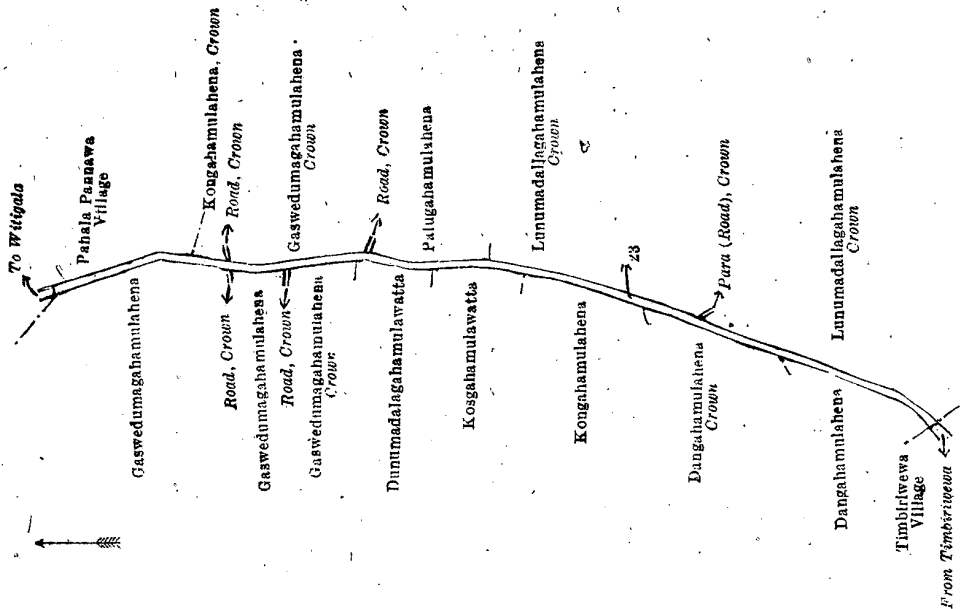 To Witigala
Pahala Pannawa
Village
Kongahamulahena, Crown
Road, Crown
Gaswedumagahamulahena
Crown
Road, Crown
Palugahamulahena
Lunumadallagahamulahena
Crown
23
Para (Road), Crown
Lunumadallagahamulahena
Crown
Gaswedumagahamulahena
Road, Crown
Gaswedumagahamulahena
Road, Crown
Gaswedumagahamulahena
Crown
Dunumadalagahamulawatta
Kosgahamulawatta
Kongahamulahena
Dangahamulahena
Crown
Dangahamulahena
Timbiriwewa
Village
From Timbiriwewa